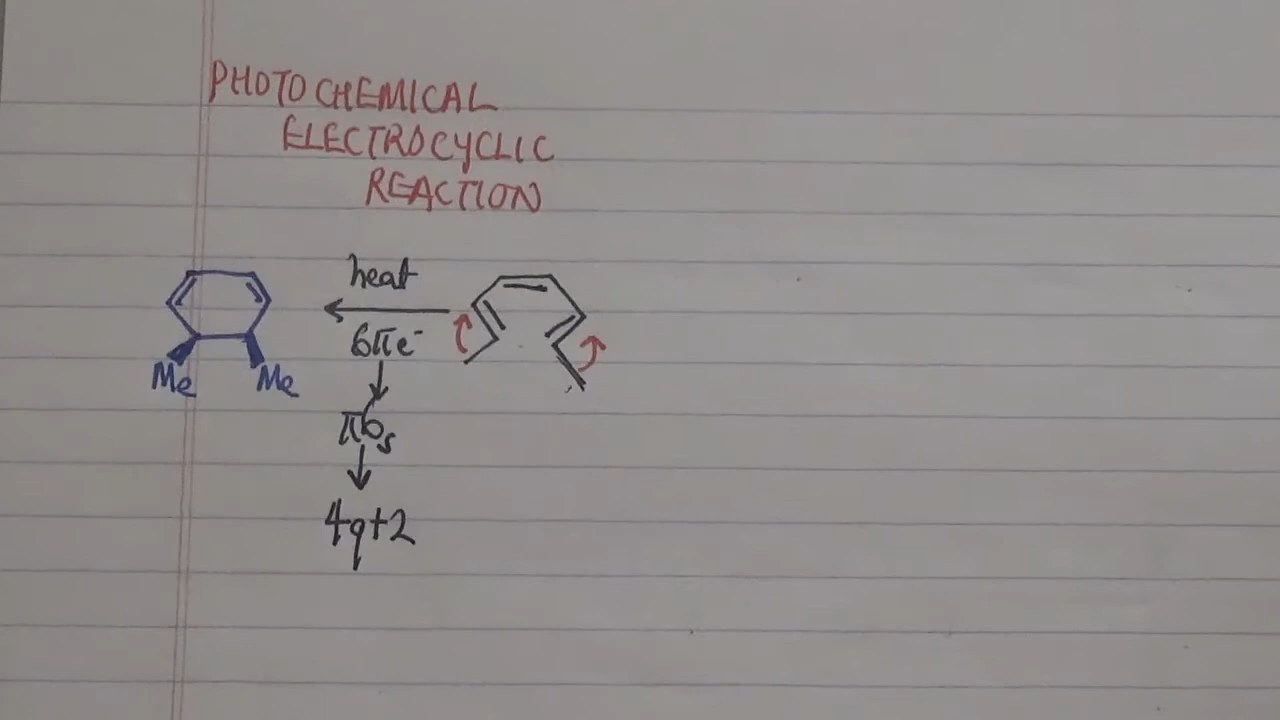 PHOTOCHEMICAL
ELECTROCYCLIC
REACTION
heat
6πe⁻
Me Me
π6s
4q+2